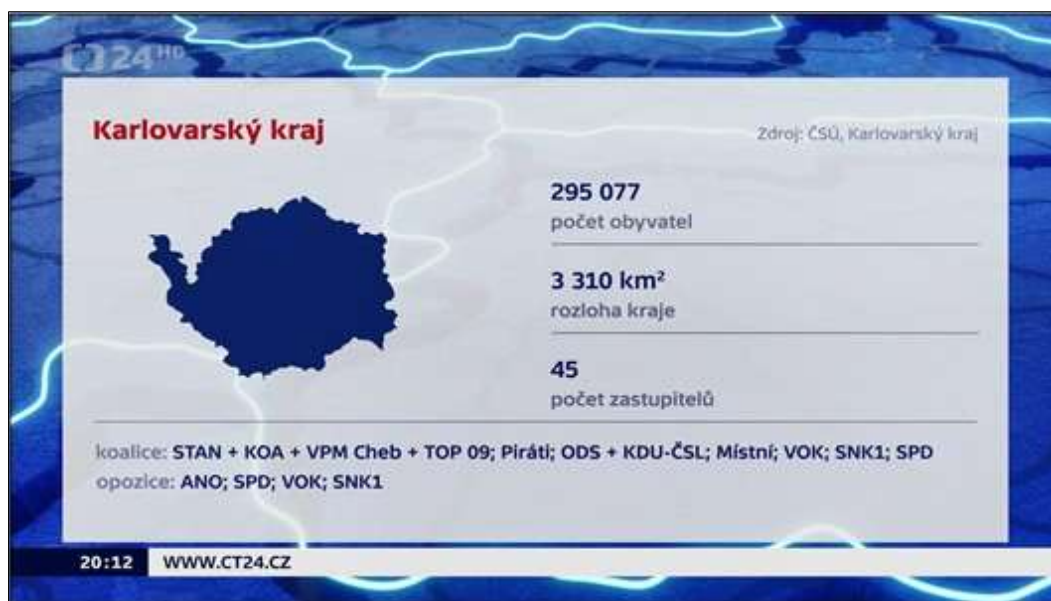 ČT24 HD
Karlovarský kraj
Zdroj: ČSÚ, Karlovarský kraj
295 077
počet obyvatel
3 310 km²
rozloha kraje
45
počet zastupitelů
koalice: STAN + KOA + VPM Cheb + TOP 09; Piráti; ODS + KDU-ČSL; Místní; VOK; SNK1; SPD
opozice: ANO; SPD; VOK; SNK1
20:12 WWW.CT24.CZ